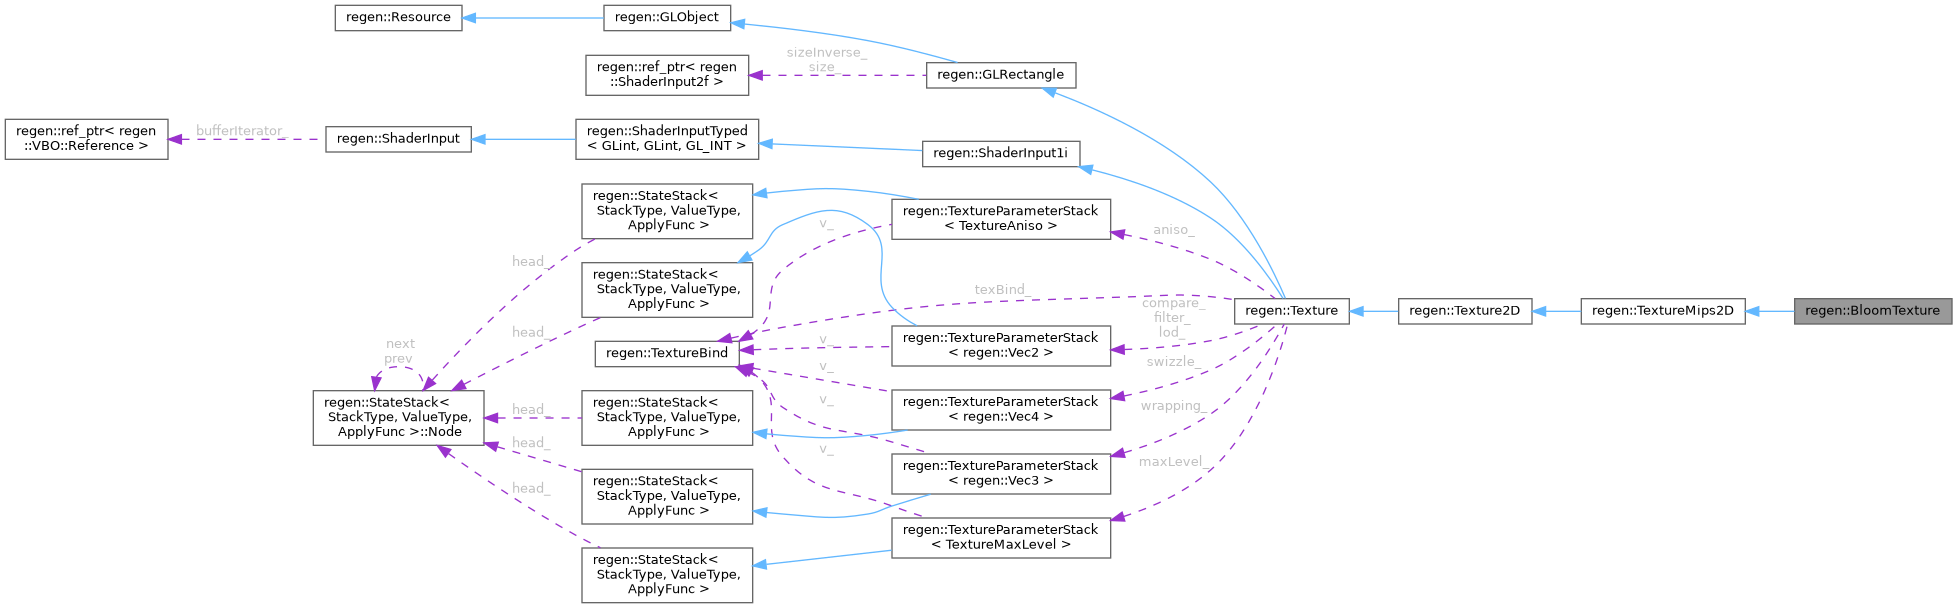 regen::Resource
regen::GLObject
sizeInverse_
size_
regen::ref_ptr< regen
::ShaderInput2f >
regen::GLRectangle
regen::ref_ptr< regen
::VBO::Reference >
bufferIterator_
regen::ShaderInput
regen::ShaderInputTyped
< GLint, GLint, GL_INT >
regen::ShaderInput1i
regen::StateStack<
StackType, ValueType,
ApplyFunc >
regen::TextureParameterStack
< TextureAniso >
v_
aniso_
head_
regen::StateStack<
StackType, ValueType,
ApplyFunc >
texBind_
compare_
filter_
lod_
regen::Texture
regen::Texture2D
regen::TextureMips2D
regen::BloomTexture
head_
regen::TextureBind
v_
regen::TextureParameterStack
< regen::Vec2 >
next
prev
v_
swizzle_
regen::StateStack<
StackType, ValueType,
ApplyFunc >::Node
head_
regen::StateStack<
StackType, ValueType,
ApplyFunc >
v_
regen::TextureParameterStack
< regen::Vec4 >
wrapping_
head_
v_
regen::TextureParameterStack
< regen::Vec3 >
maxLevel_
head_
regen::StateStack<
StackType, ValueType,
ApplyFunc >
regen::TextureParameterStack
< TextureMaxLevel >
regen::StateStack<
StackType, ValueType,
ApplyFunc >